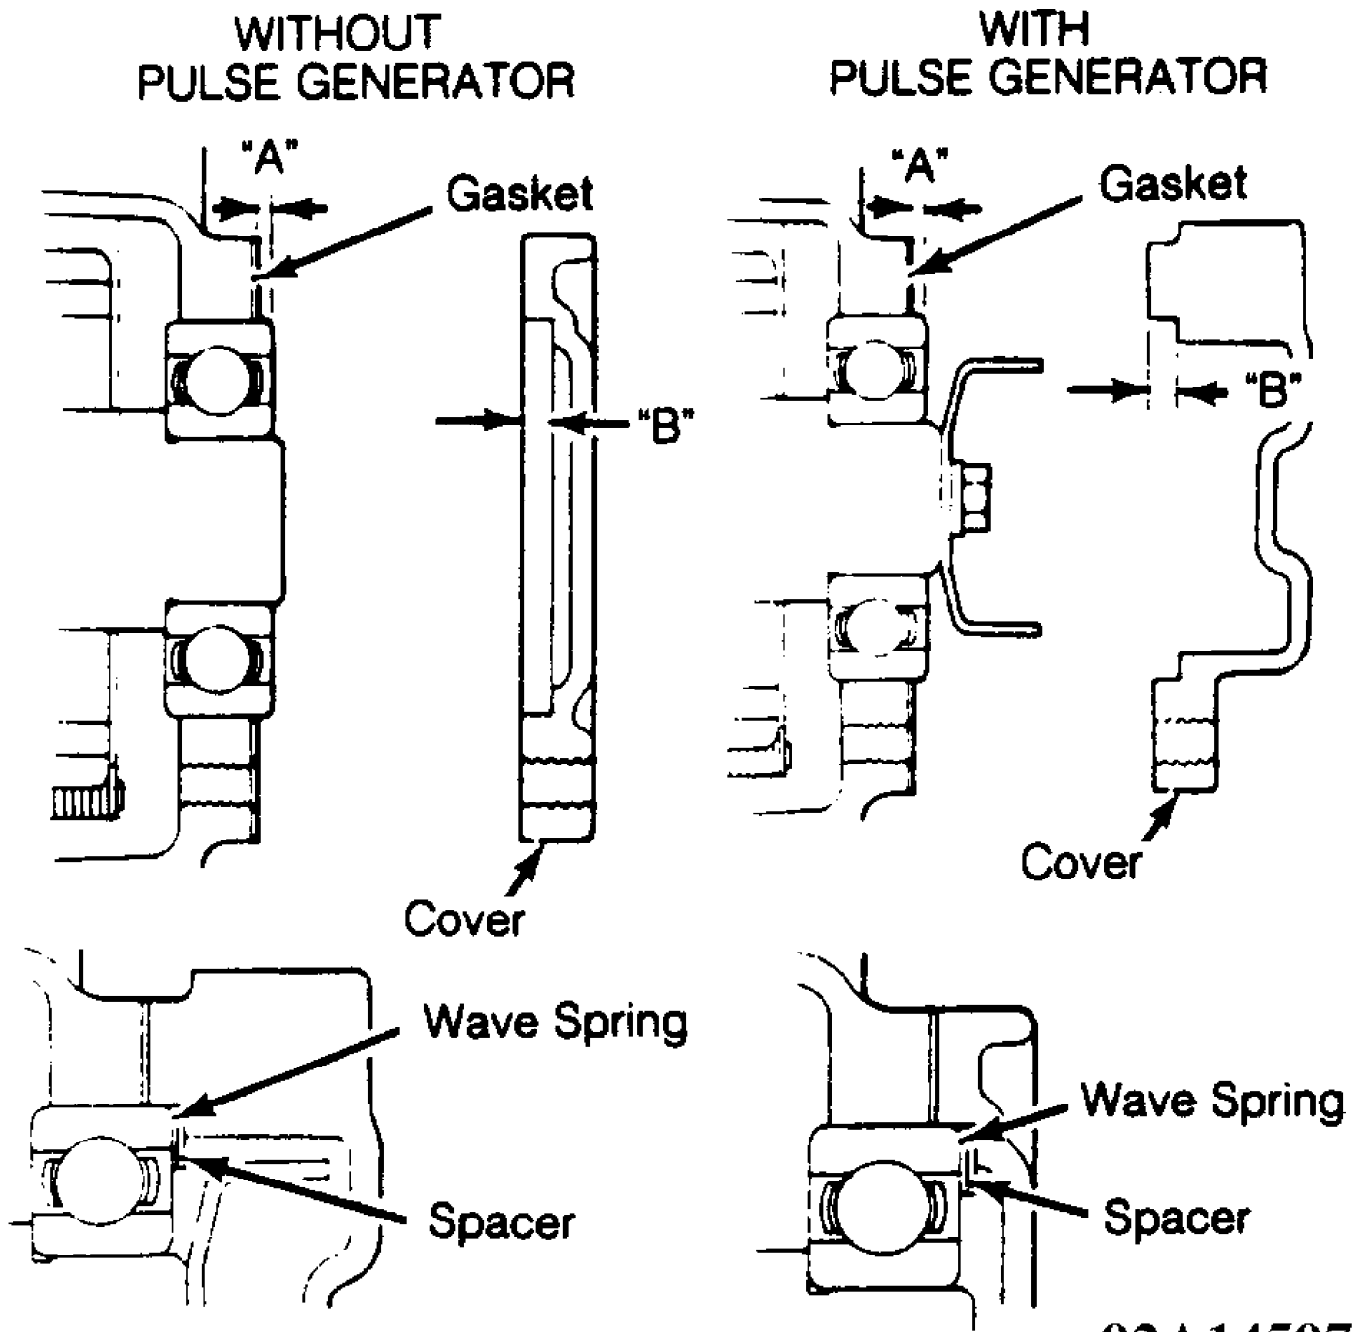 WITHOUT
PULSE GENERATOR
WITH
PULSE GENERATOR
"A"
Gasket
"B"
Cover
"A"
Gasket
"B"
Cover
Wave Spring
Spacer
Wave Spring
Spacer